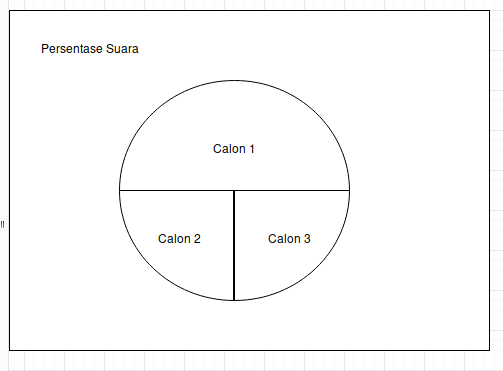 Persentase Suara
Calon 1
Calon 2
Calon 3